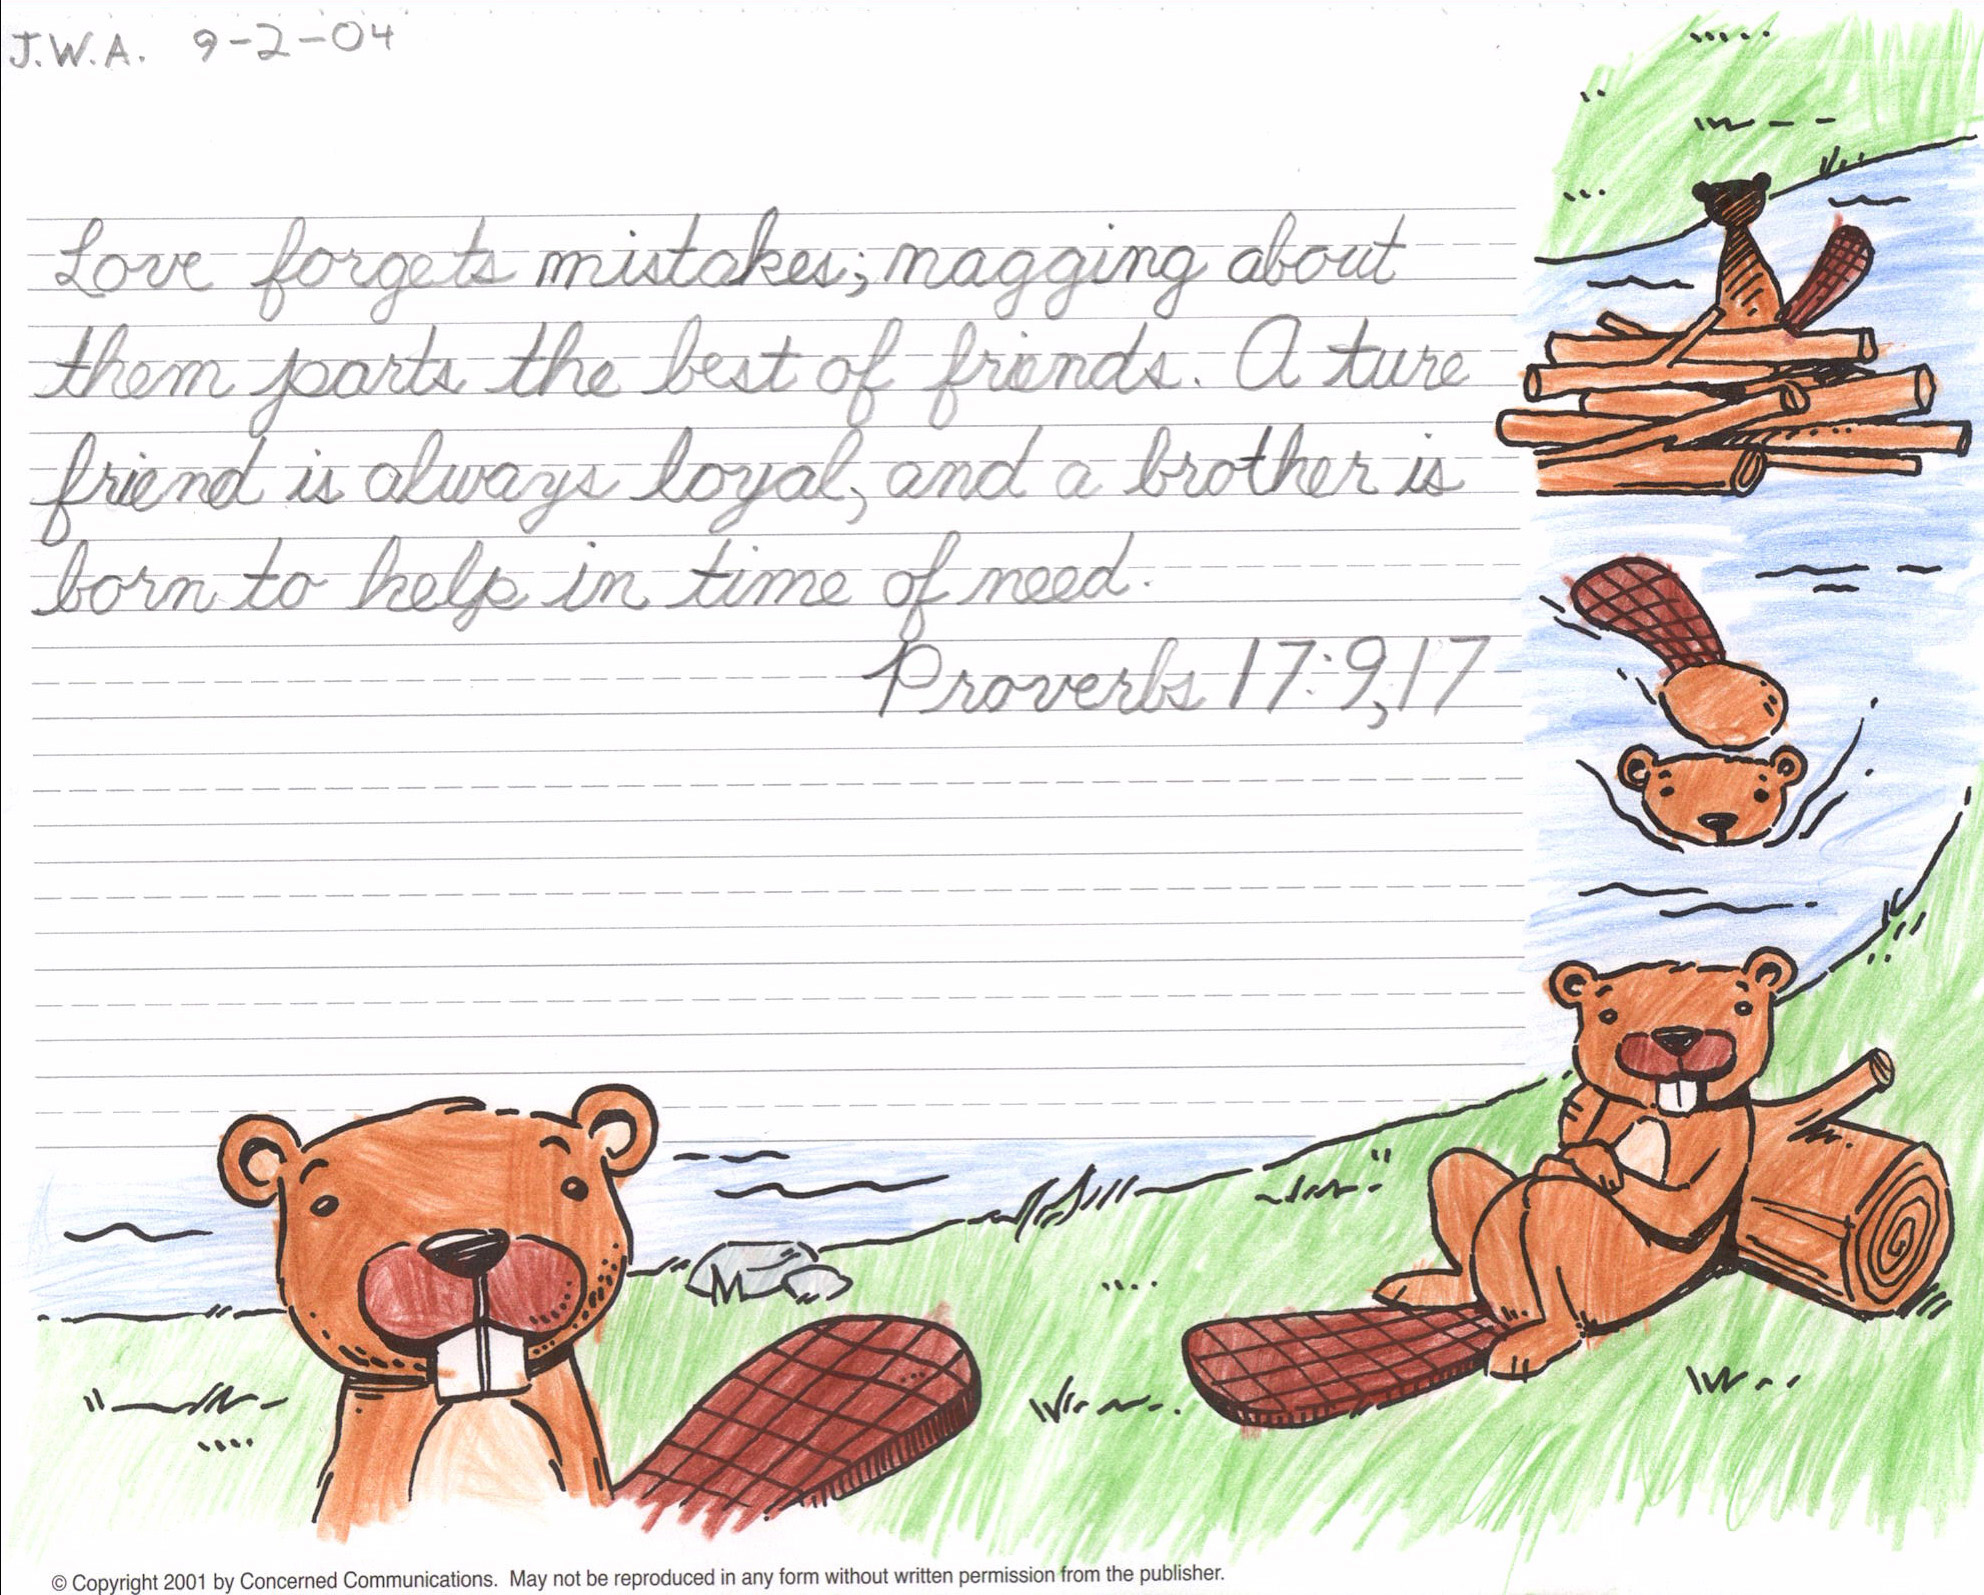 J.W.A. 9-2-04
Love forgets mistakes; nagging about
them parts the best of friends. A ture
friend is always loyal, and a brother is
born to help in time of need.
Proverbs 17:9,17
© Copyright 2001 by Concerned Communications. May not be reproduced in any form without written permission from the publisher.